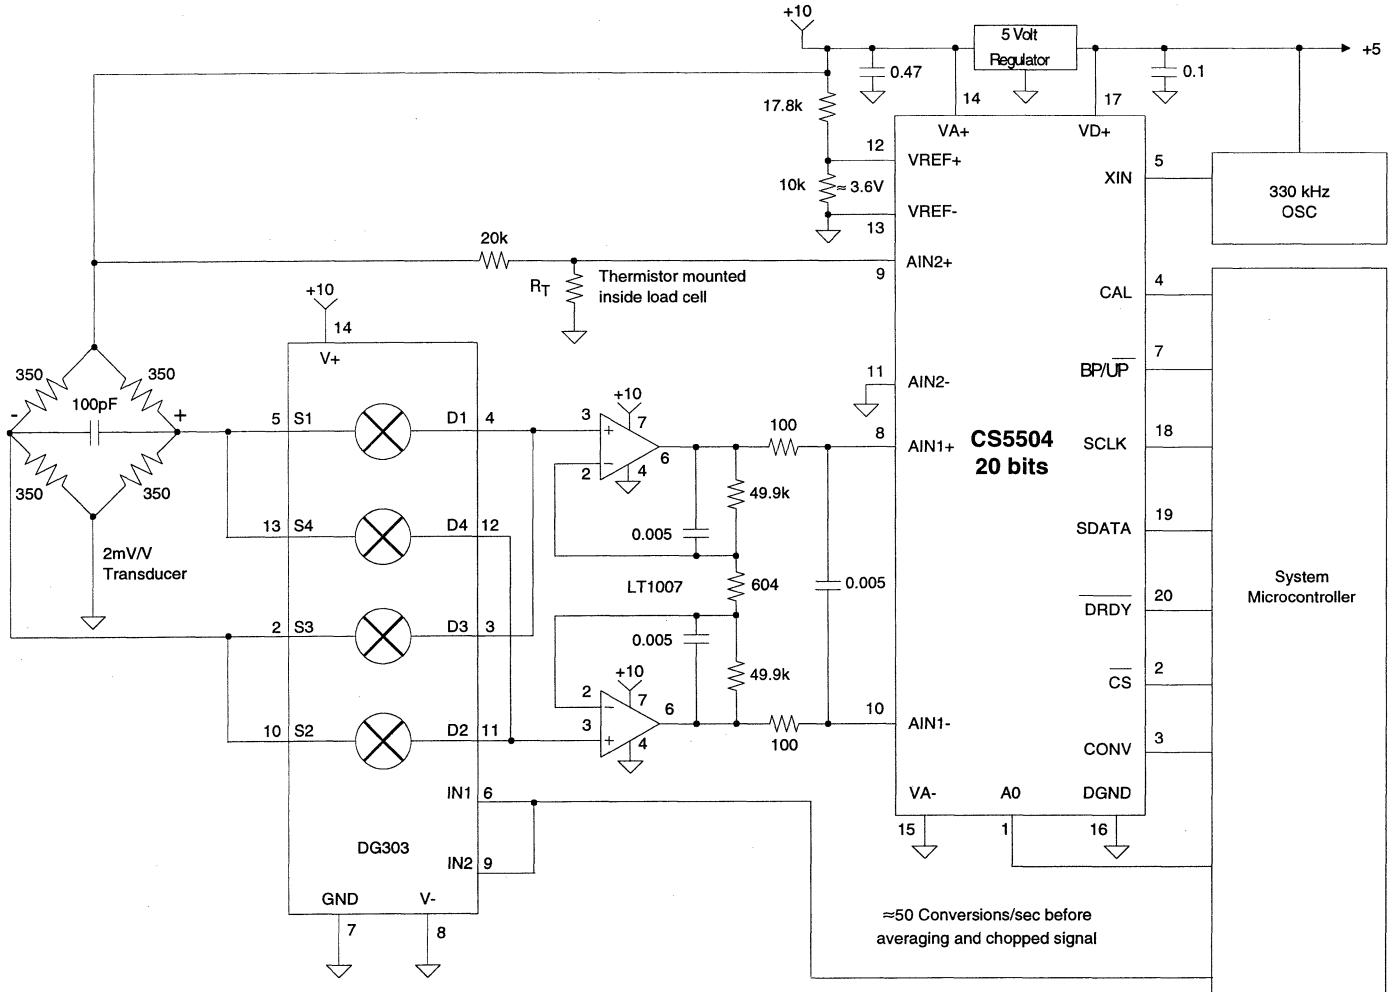 +10
5 Volt
Regulator
+5
0.47
0.1
17.8k
14
17
VA+
VD+
12
VREF+
5
XIN
330 kHz
OSC
10k
≈ 3.6V
VREF-
13
20k
AIN2+
9
RT
Thermistor mounted
inside load cell
4
CAL
+10
14
V+
7
BP/U̅P̅
11
AIN2-
350
350
100pF
-
+
350
350
2mV/V
Transducer
5
S1
D1
4
13
S4
D4
12
2
S3
D3
3
10
S2
D2
11
IN1
6
DG303
IN2
9
GND
V-
7
8
+10
3
+
7
6
−
2
4
100
8
AIN1+
CS5504
20 bits
18
SCLK
49.9k
0.005
19
SDATA
LT1007
604
0.005
System
Microcontroller
20
D̅R̅D̅Y̅
0.005
49.9k
+10
2
−
7
6
3
+
4
100
10
AIN1-
2
C̅S̅
3
CONV
VA-
A0
DGND
15
1
16
≈50 Conversions/sec before
averaging and chopped signal